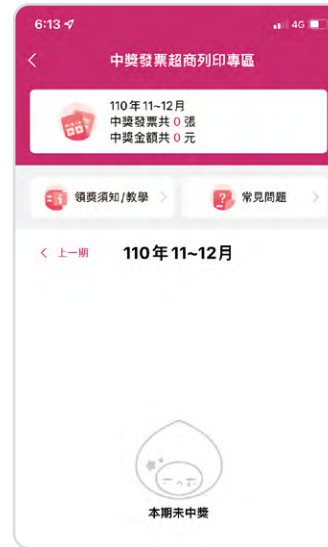 6:13
4G
中獎發票超商列印專區
110年11~12月
中獎發票共 0 張
中獎金額共 0 元
領獎須知/教學
常見問題
上一期
110年11~12月
本期未中獎